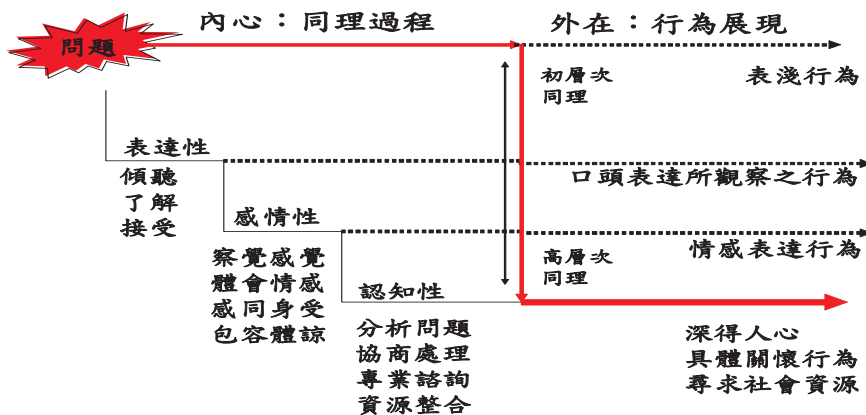 問題
內心：同理過程
外在：行為展現
初層次
同理
表淺行為
表達性
傾聽
了解
接受
口頭表達所觀察之行為
感情性
察覺感覺
體會情感
感同身受
包容體諒
高層次
同理
情感表達行為
認知性
分析問題
協商處理
專業諮詢
資源整合
深得人心
具體關懷行為
尋求社會資源